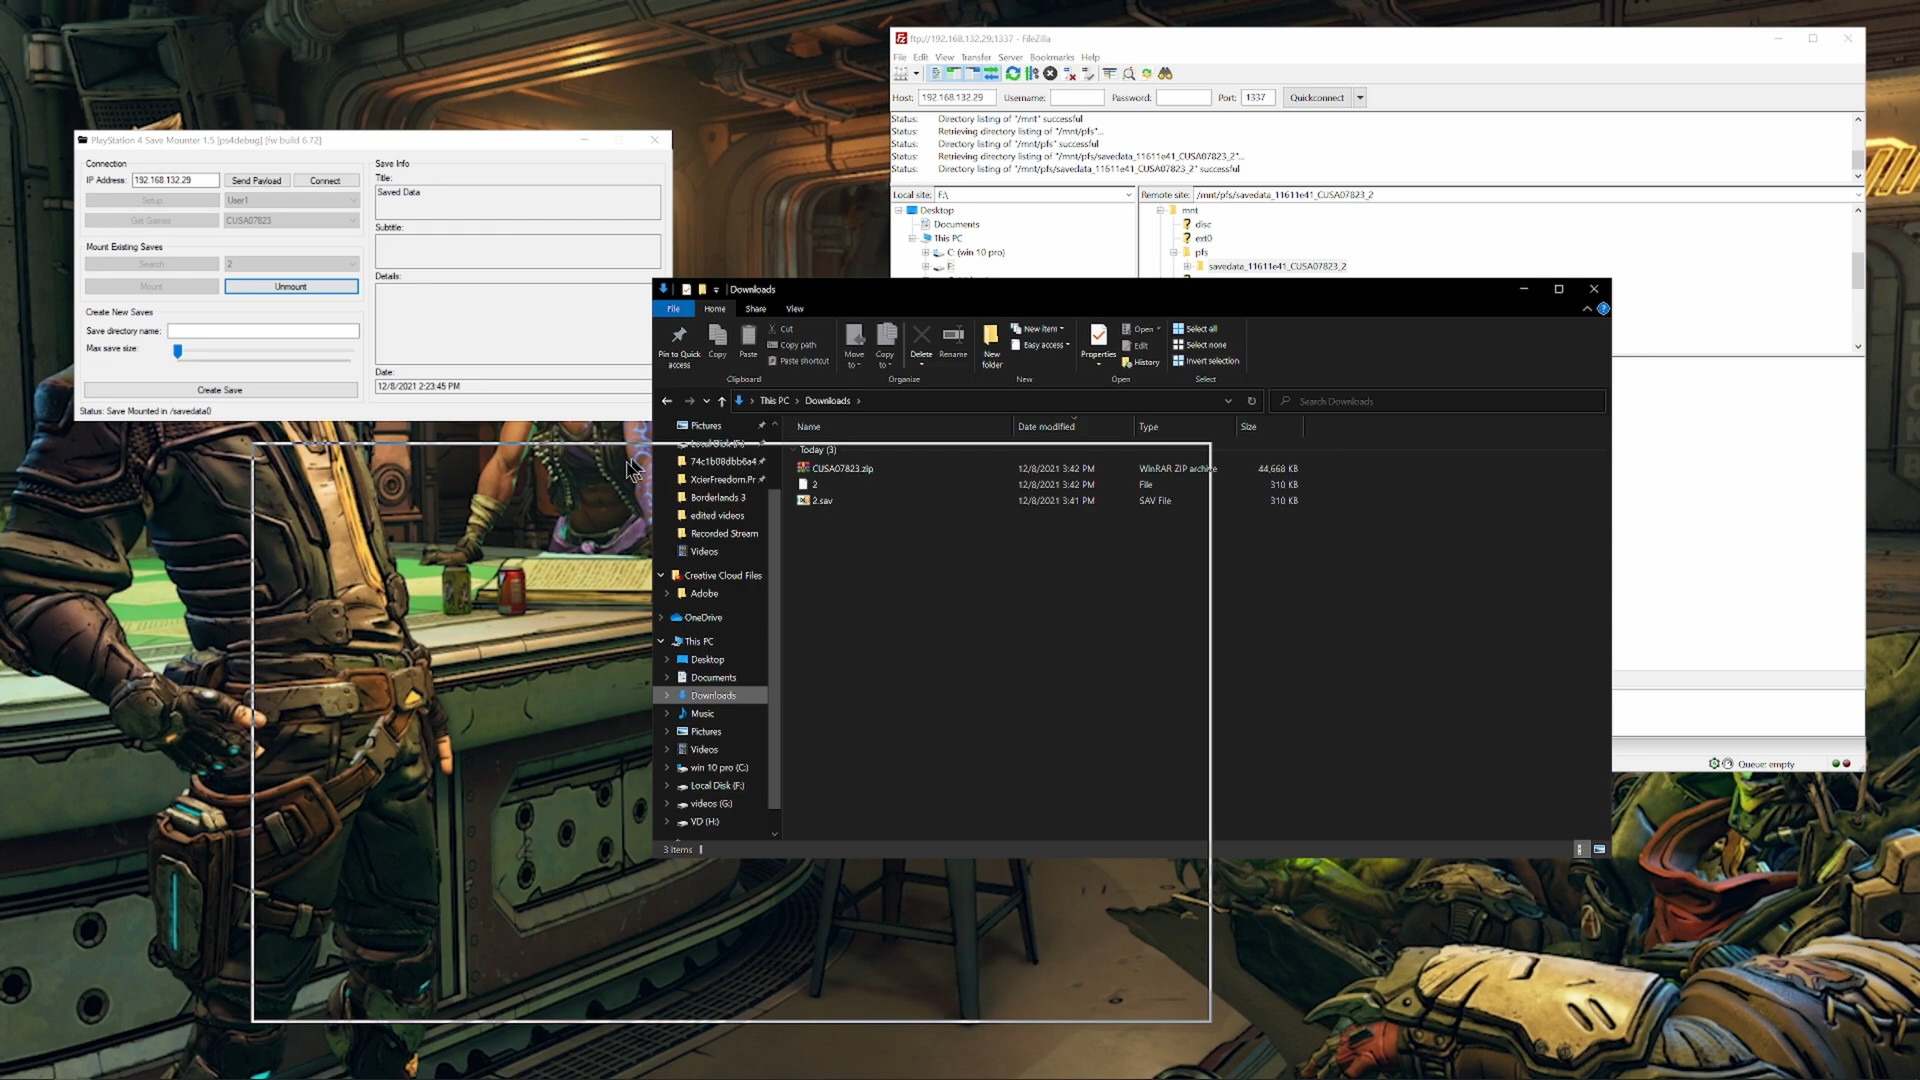 PlayStation 4 Save Mounter 1.5 [ps4debug] [fw build 6.72]
Connection
IP Address: 192.168.132.29 Send Payload Connect
Setup User1
Get Games CUSA07823
Mount Existing Saves
Search 2
Mount Unmount
Create New Saves
Save directory name:
Max save size:
Create Save
Status: Save Mounted in /savedata0
Save Info
Title:
Saved Data
Subtitle:
Details:
Date:
12/8/2021 2:23:45 PM
ftp://192.168.132.29:1337 - FileZilla
File Edit View Transfer Server Bookmarks Help
Host: 192.168.132.29 Username: Password: Port: 1337 Quickconnect
Status: Directory listing of "/mnt" successful
Status: Retrieving directory listing of "/mnt/pfs"...
Status: Directory listing of "/mnt/pfs" successful
Status: Retrieving directory listing of "/mnt/pfs/savedata_11611e41_CUSA07823_2"...
Status: Directory listing of "/mnt/pfs/savedata_11611e41_CUSA07823_2" successful
Local site: F:\
Desktop
Documents
This PC
C: (win 10 pro)
F:
Remote site: /mnt/pfs/savedata_11611e41_CUSA07823_2
mnt
disc
ext0
pfs
savedata_11611e41_CUSA07823_2
Queue: empty
Downloads
File Home Share View
Pin to Quick access
Copy
Paste
Cut
Copy path
Paste shortcut
Clipboard
Move to
Copy to
Delete
Rename
Organize
New folder
New item
Easy access
New
Properties
Open
Edit
History
Open
Select all
Select none
Invert selection
Select
This PC > Downloads >
Search Downloads
Pictures
Local Disk (F:)
74c1b08dbb6a4
XcierFreedom.Pr
Borderlands 3
edited videos
Recorded Stream
Videos
Creative Cloud Files
Adobe
OneDrive
This PC
Desktop
Documents
Downloads
Music
Pictures
Videos
win 10 pro (C:)
Local Disk (F:)
videos (G:)
VD (H:)
Name Date modified Type Size
Today (3)
CUSA07823.zip 12/8/2021 3:42 PM WinRAR ZIP archive 44,668 KB
2 12/8/2021 3:42 PM File 310 KB
2.sav 12/8/2021 3:41 PM SAV File 310 KB
3 items